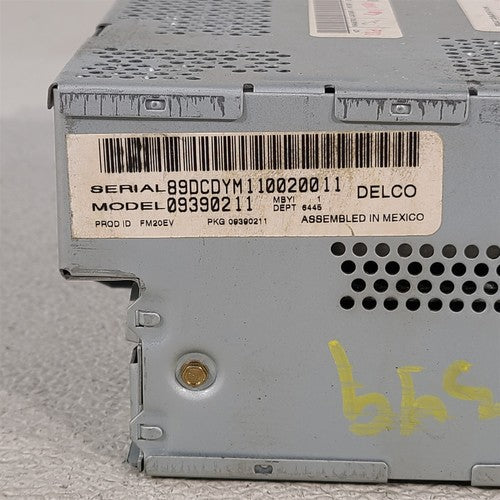 SERIAL 89DCDYM110020011 DELCO
MODEL 09390211 MBYI 1 DEPT 6445
PROD ID FM20EV PKG 09390211 ASSEMBLED IN MEXICO